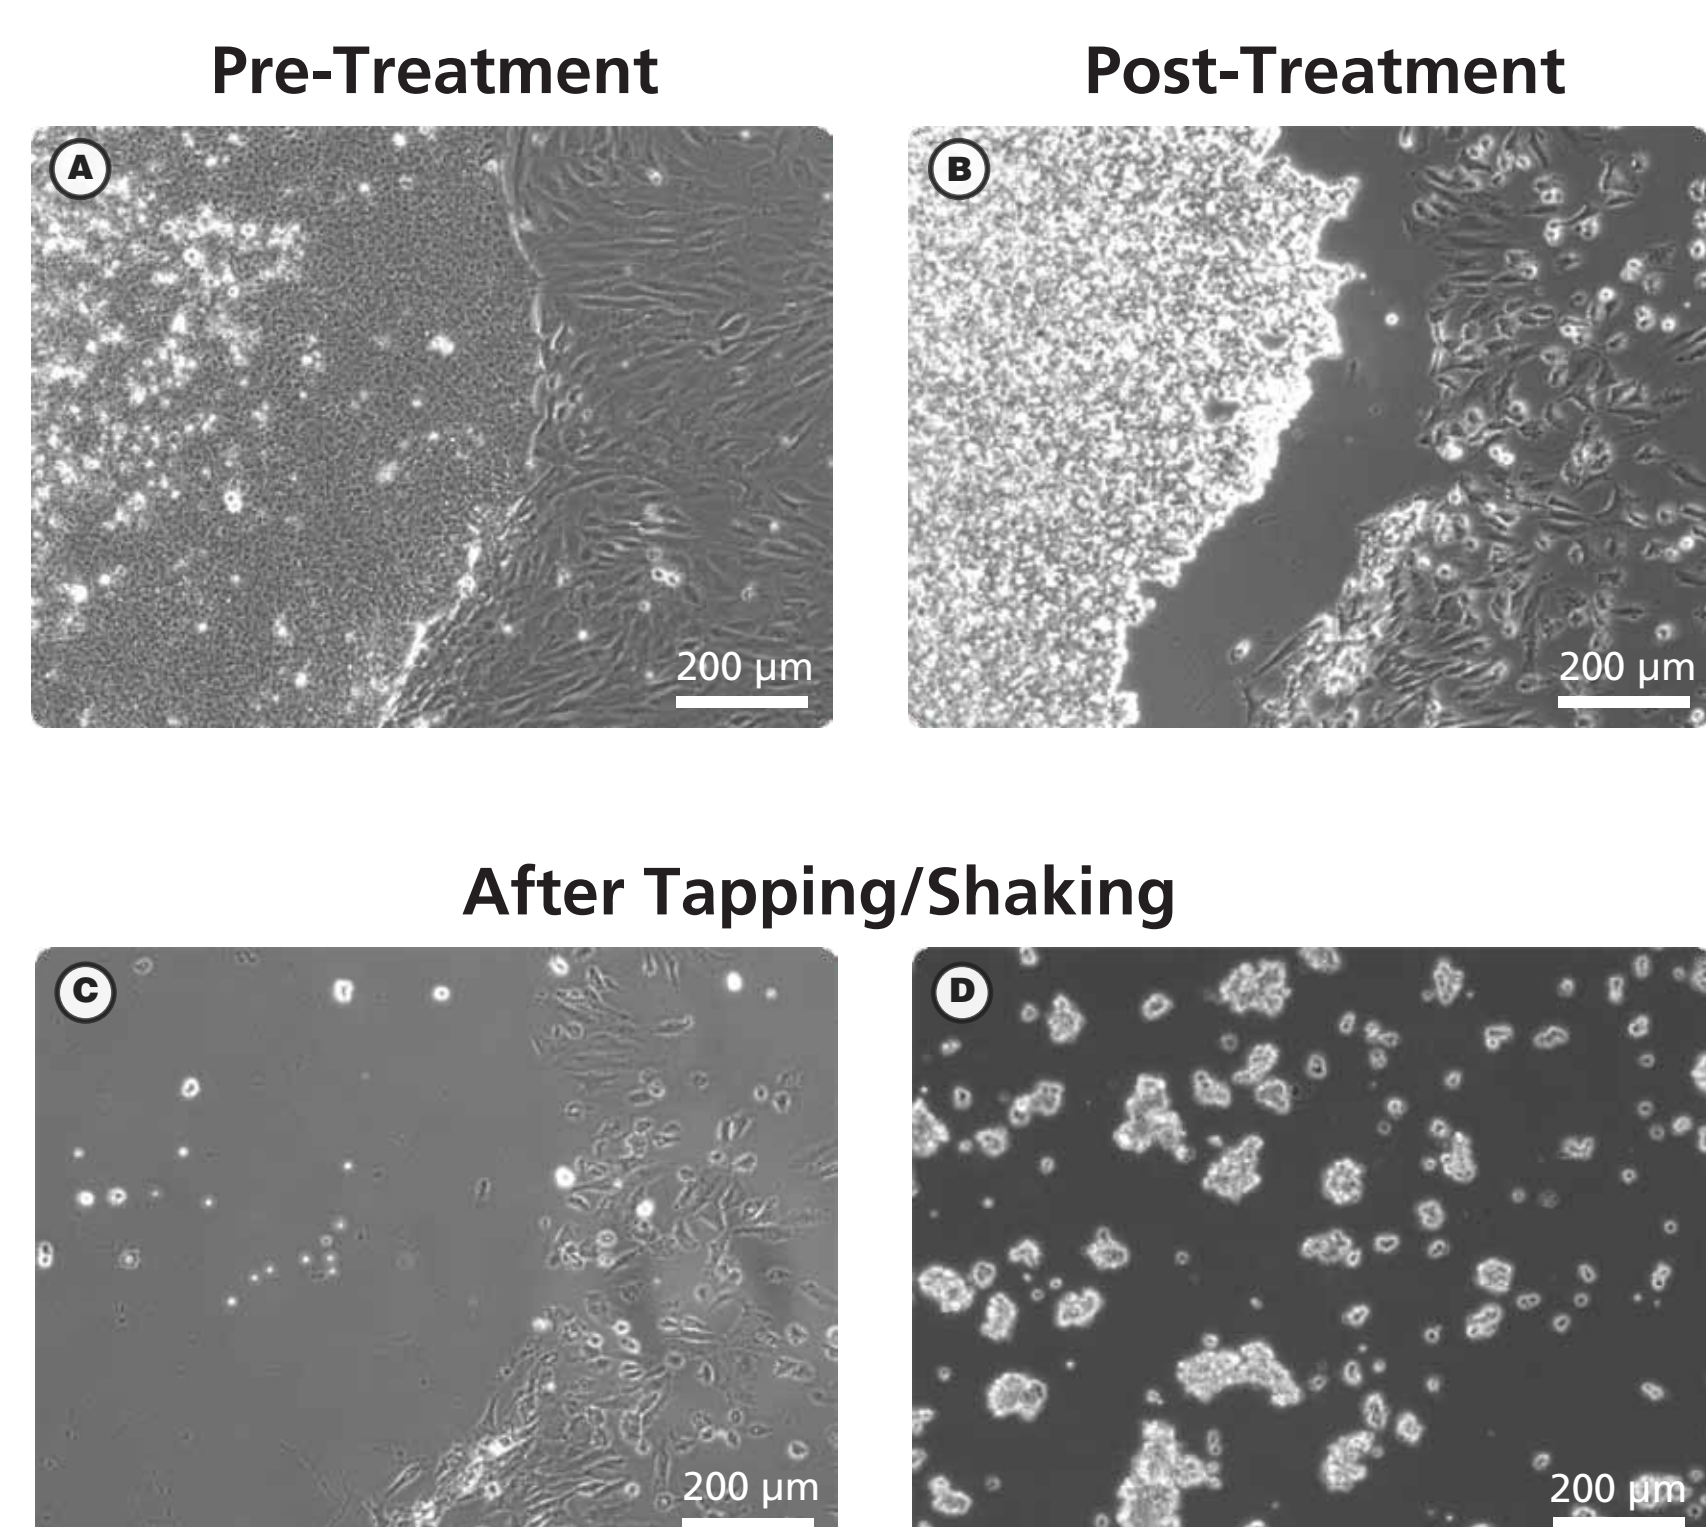 Pre-Treatment
Post-Treatment
A
B
200 µm
200 µm
After Tapping/Shaking
C
D
200 µm
200 µm